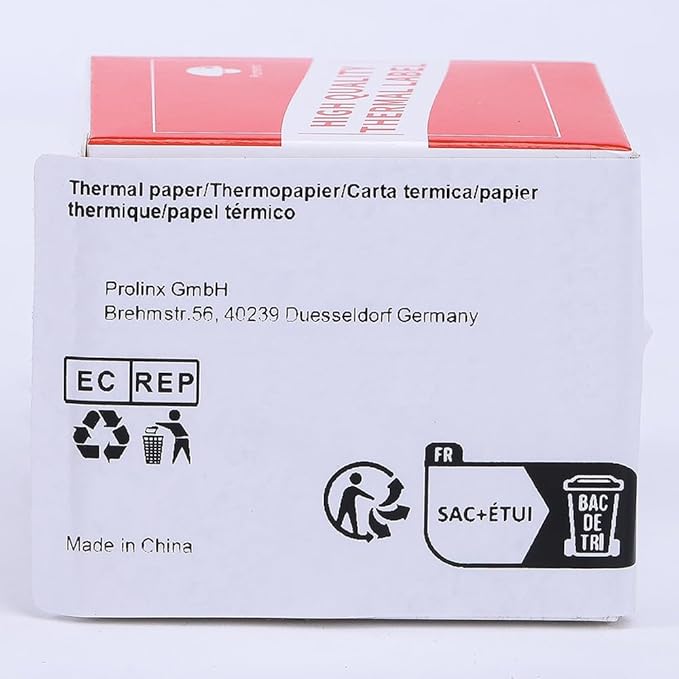 HIGH QUALITY
THERMAL LABEL
Thermal paper/Thermopapier/Carta termica/papier
thermique/papel térmico
Prolinx GmbH
Brehmstr.56, 40239 Duesseldorf Germany
EC REP
FR
SAC+ÉTUI
BAC
DE
TRI
Made in China